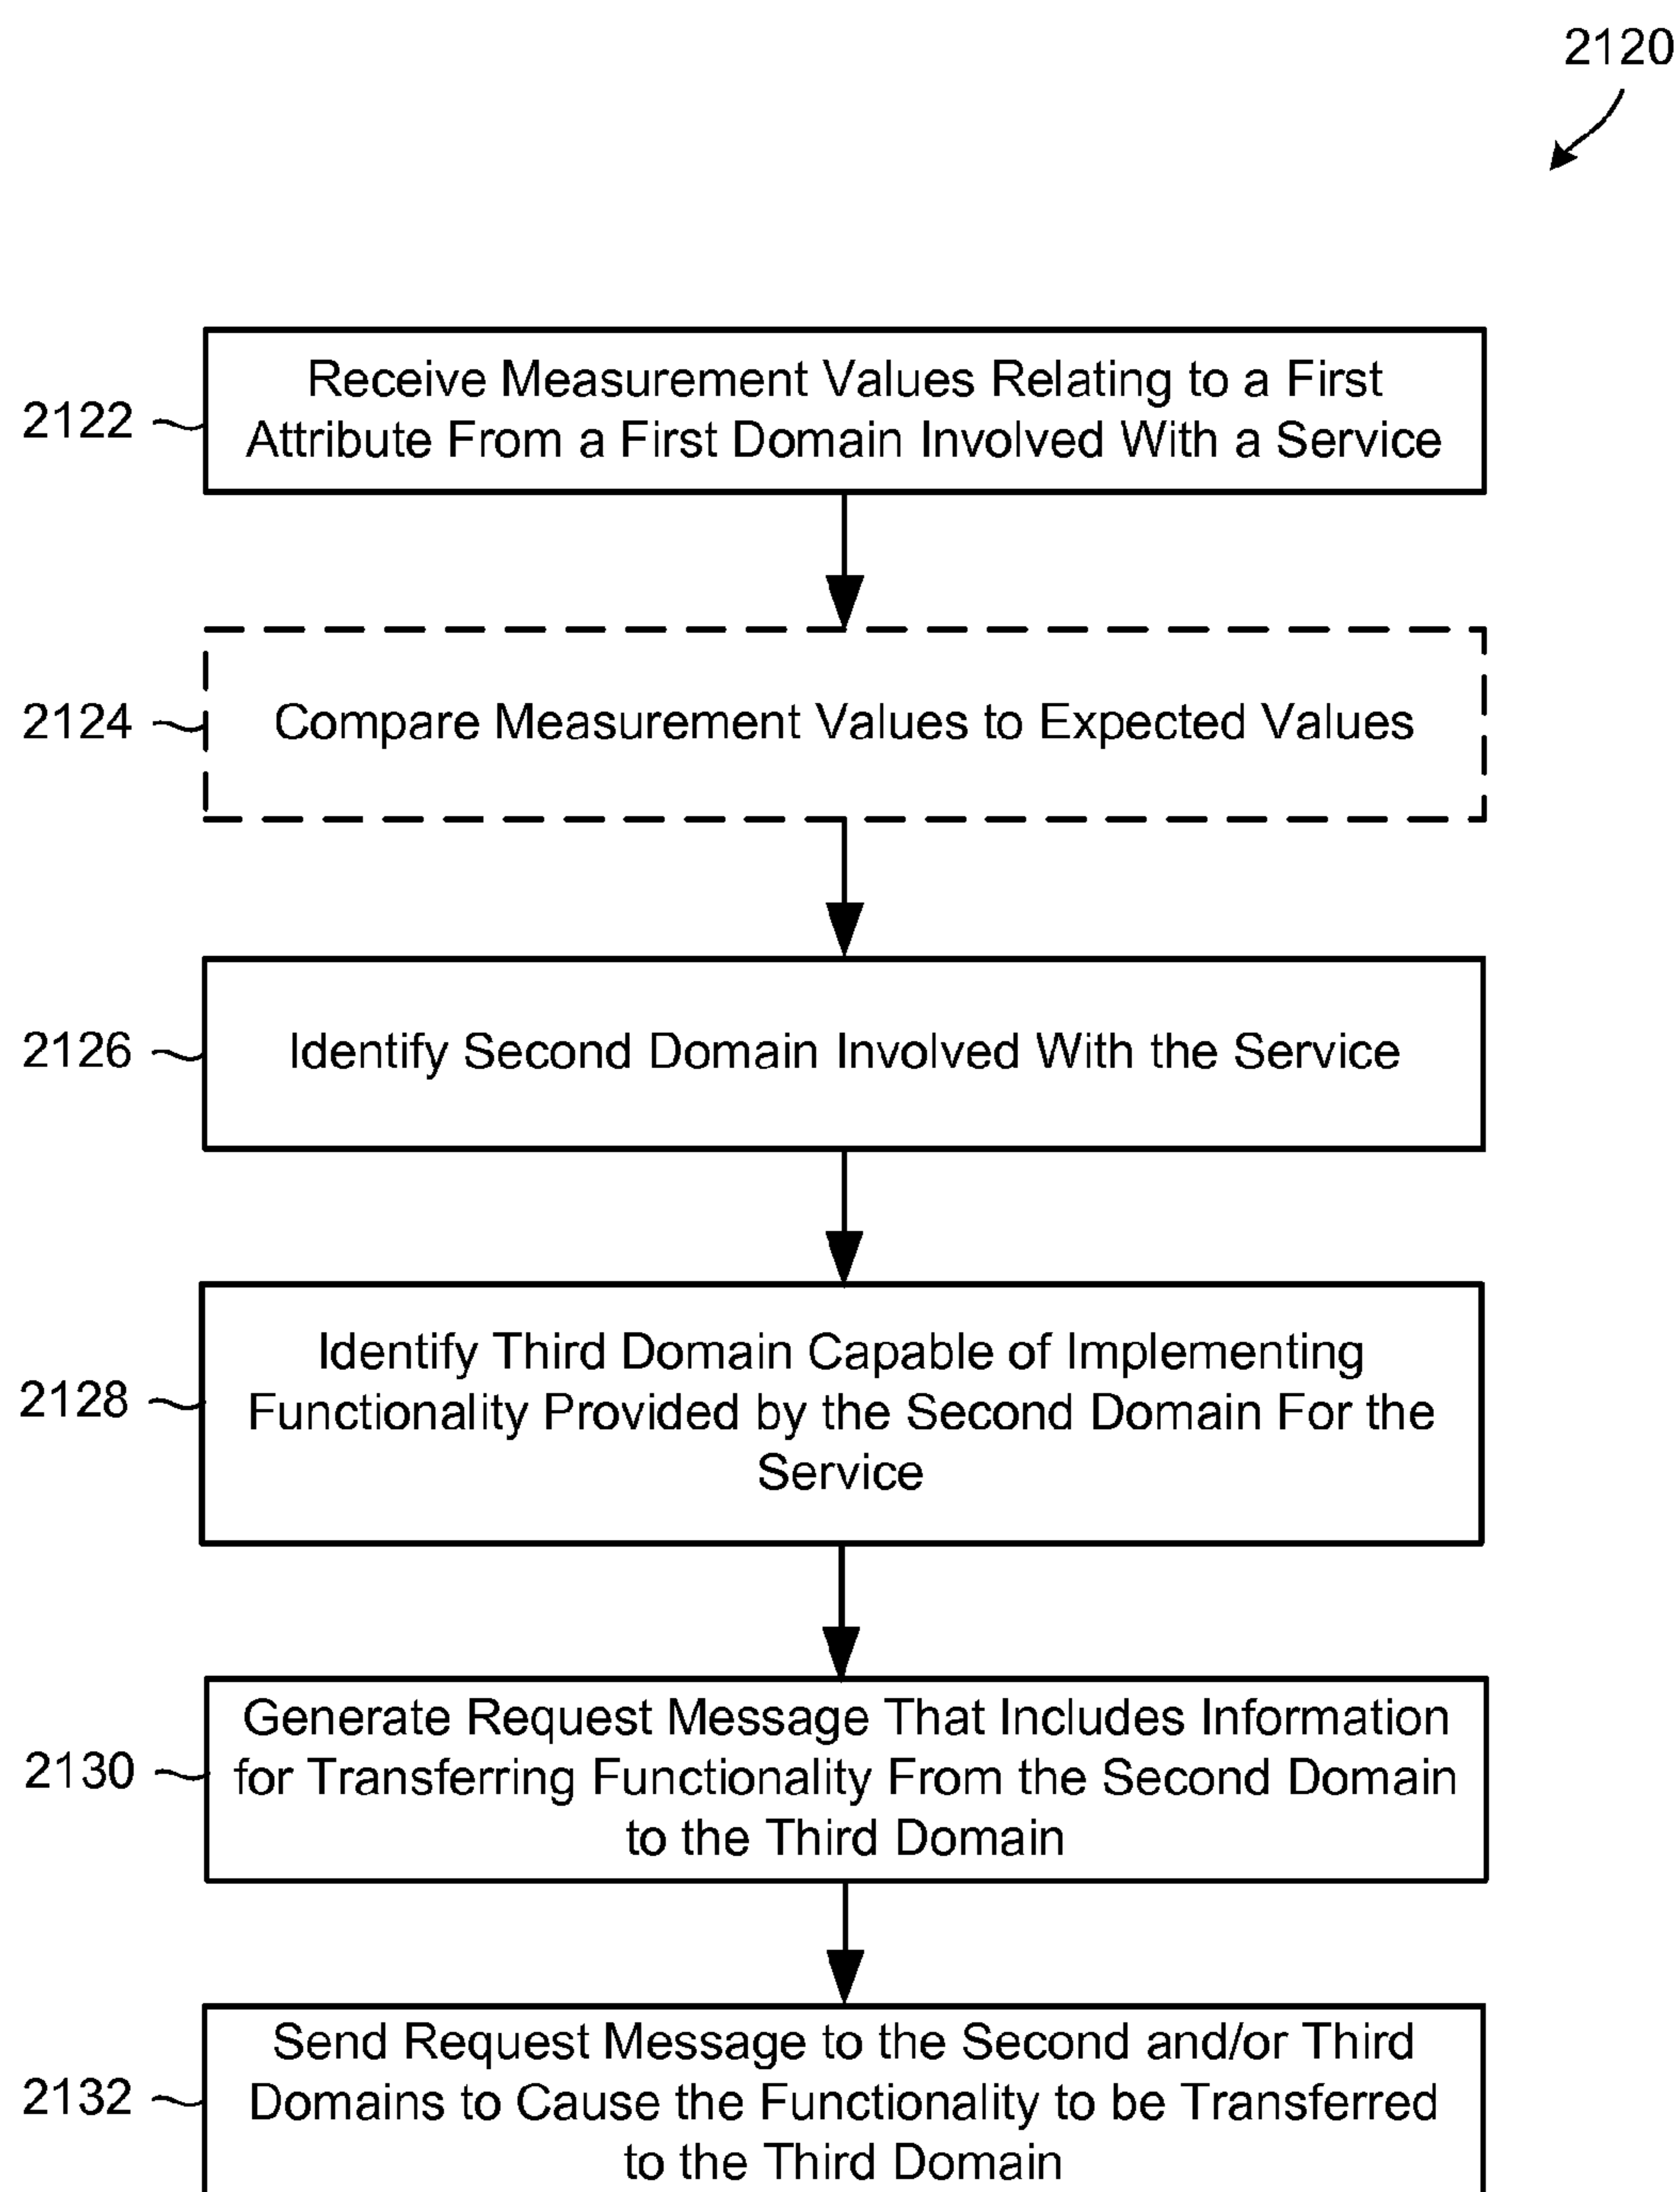 2120
2122
Receive Measurement Values Relating to a First
Attribute From a First Domain Involved With a Service
2124
Compare Measurement Values to Expected Values
2126
Identify Second Domain Involved With the Service
2128
Identify Third Domain Capable of Implementing
Functionality Provided by the Second Domain For the
Service
2130
Generate Request Message That Includes Information
for Transferring Functionality From the Second Domain
to the Third Domain
2132
Send Request Message to the Second and/or Third
Domains to Cause the Functionality to be Transferred
to the Third Domain